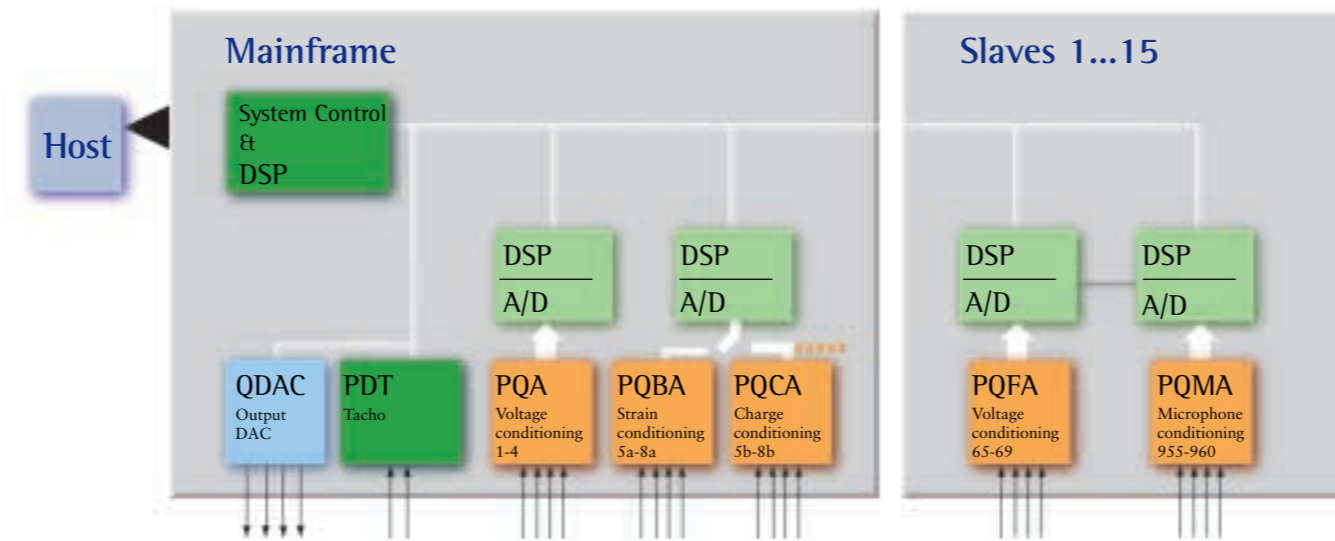 Mainframe
Slaves 1...15
Host
System Control
&
DSP
DSP
A/D
DSP
A/D
DSP
A/D
DSP
A/D
QDAC
Output
DAC
PDT
Tacho
PQA
Voltage
conditioning
1-4
PQBA
Strain
conditioning
5a-8a
PQCA
Charge
conditioning
5b-8b
PQFA
Voltage
conditioning
65-69
PQMA
Microphone
conditioning
955-960